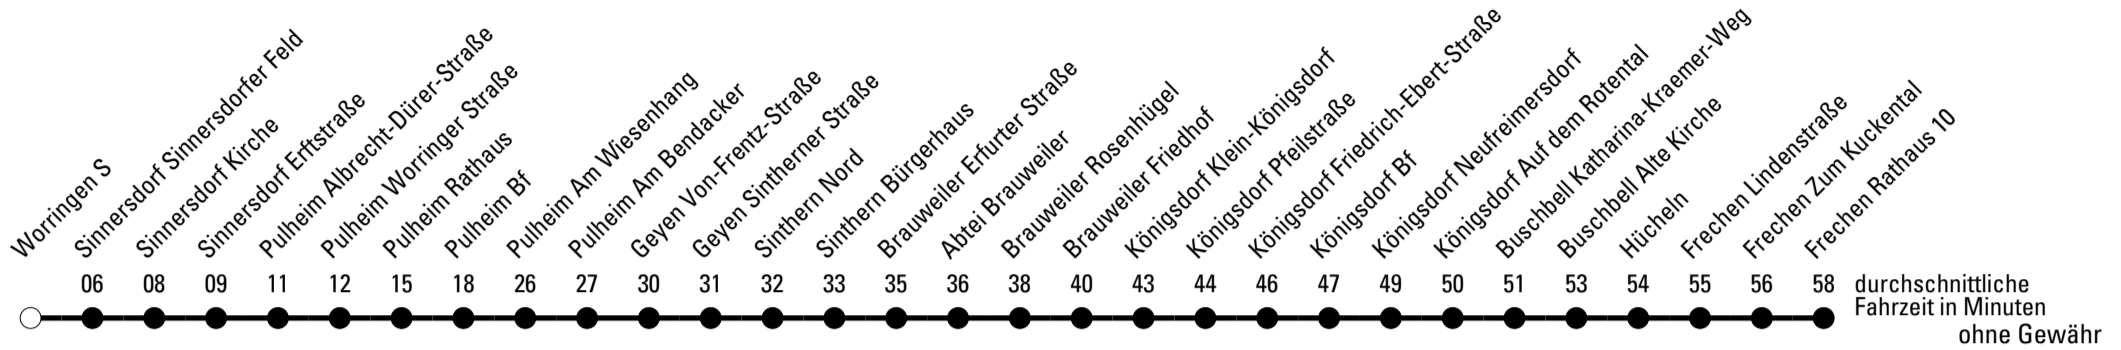 Worringen S
Sinnersdorf Sinnersdorfer Feld
Sinnersdorf Kirche
Sinnersdorf Erftstraße
Pulheim Albrecht-Dürer-Straße
Pulheim Worringer Straße
Pulheim Rathaus
Pulheim Bf
Pulheim Am Wiesenhang
Pulheim Am Bendacker
Geyen Von-Frentz-Straße
Geyen Sintherner Straße
Sinthern Nord
Sinthern Bürgerhaus
Brauweiler Erfurter Straße
Abtei Brauweiler
Brauweiler Rosenhügel
Brauweiler Friedhof
Königsdorf Klein-Königsdorf
Königsdorf Pfeilstraße
Königsdorf Friedrich-Ebert-Straße
Königsdorf Bf
Königsdorf Neufreimersdorf
Königsdorf Auf dem Rotental
Buschbell Katharina-Kraemer-Weg
Buschbell Alte Kirche
Hücheln
Frechen Lindenstraße
Frechen Zum Kuckental
Frechen Rathaus 10
06 08 09 11 12 15 18 26 27 30 31 32 33 35 36 38 40 43 44 46 47 49 50 51 53 54 55 56 58 durchschnittliche
Fahrzeit in Minuten
ohne Gewähr